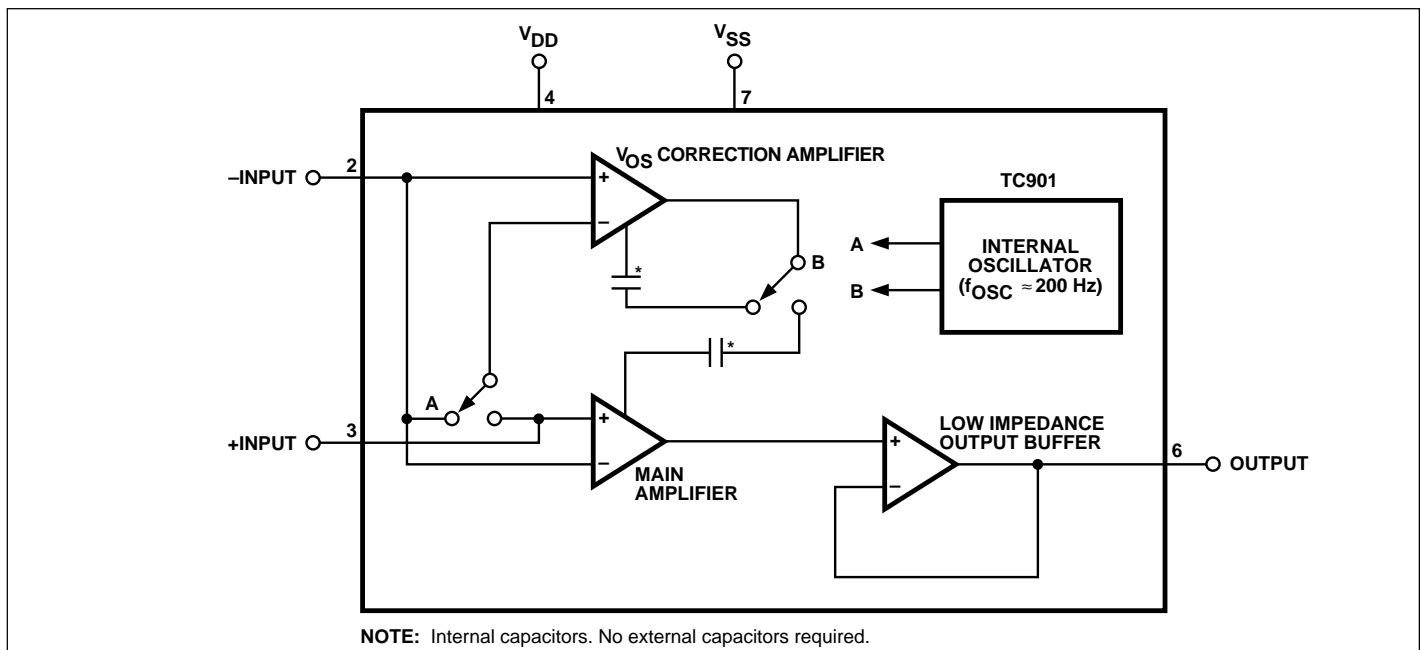 VDD
VSS
4
7
2
–INPUT
VOS CORRECTION AMPLIFIER
+
–
TC901
INTERNAL
OSCILLATOR
(fOSC ≈ 200 Hz)
A
B
*
B
*
A
3
+INPUT
+
–
MAIN
AMPLIFIER
LOW IMPEDANCE
OUTPUT BUFFER
+
–
6
OUTPUT
NOTE: Internal capacitors. No external capacitors required.